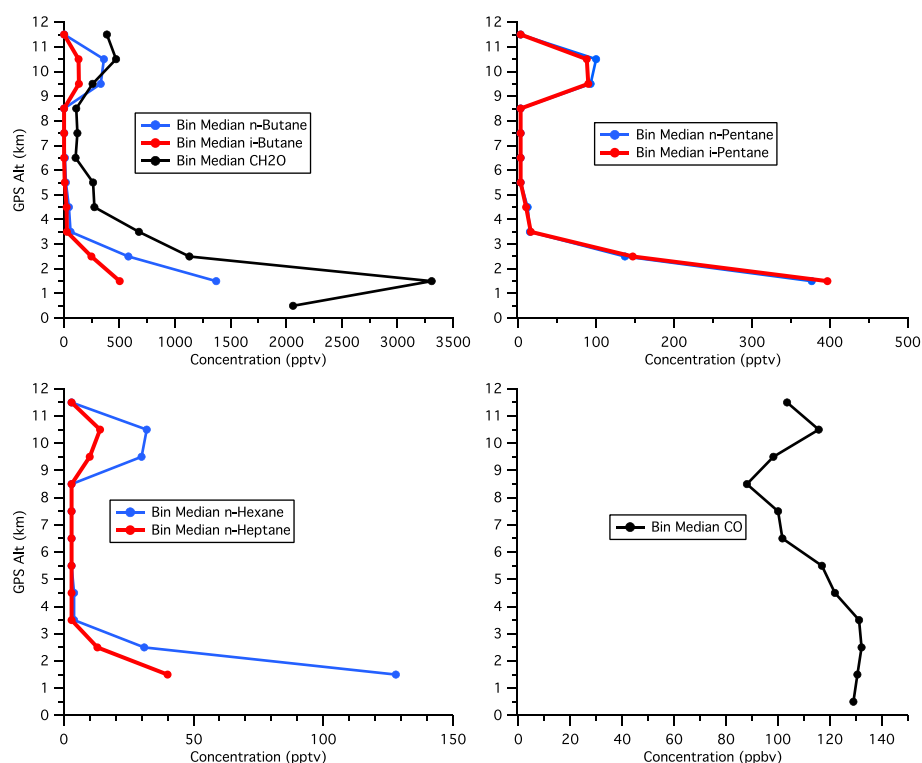 12
11
10
9
8
7
6
5
4
3
2
1
0
GPS Alt (km)
Bin Median n-Butane
Bin Median i-Butane
Bin Median CH2O
0 500 1000 1500 2000 2500 3000 3500
Concentration (pptv)
12
11
10
9
8
7
6
5
4
3
2
1
0
Bin Median n-Pentane
Bin Median i-Pentane
0 100 200 300 400 500
Concentration (pptv)
12
11
10
9
8
7
6
5
4
3
2
1
0
GPS Alt (km)
Bin Median n-Hexane
Bin Median n-Heptane
0 50 100 150
Concentration (pptv)
12
11
10
9
8
7
6
5
4
3
2
1
0
Bin Median CO
0 20 40 60 80 100 120 140
Concentration (ppbv)